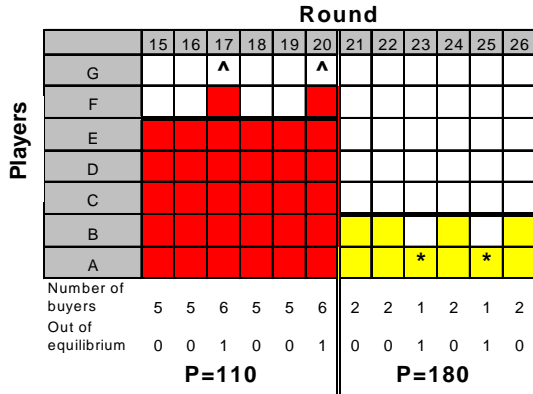 Round
15 16 17 18 19 20 21 22 23 24 25 26
Players
G ^ ^
F
E
D
C
B
A * *
Number of
buyers 5 5 6 5 5 6 2 2 1 2 1 2
Out of
equilibrium 0 0 1 0 0 1 0 0 1 0 1 0
P=110 P=180